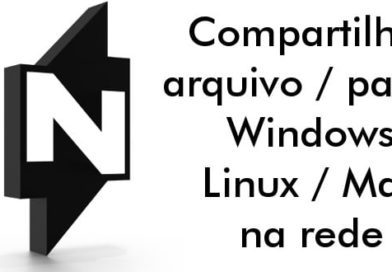 N
Compartilh
arquivo / pa
Windows
Linux / Ma
na rede